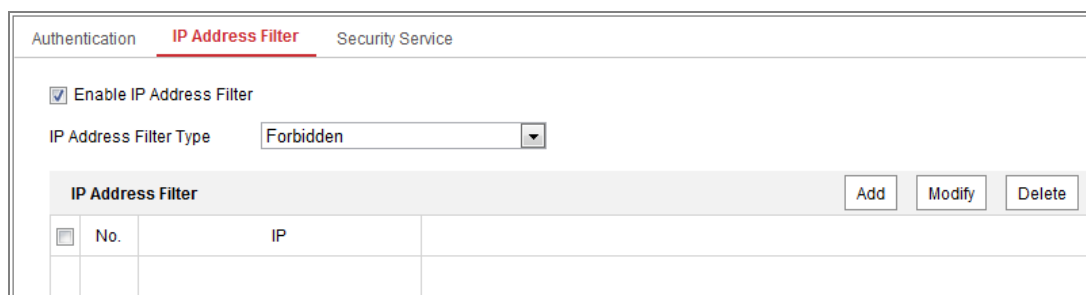 Authentication IP Address Filter Security Service
Enable IP Address Filter
IP Address Filter Type Forbidden
IP Address Filter Add Modify Delete
No. IP